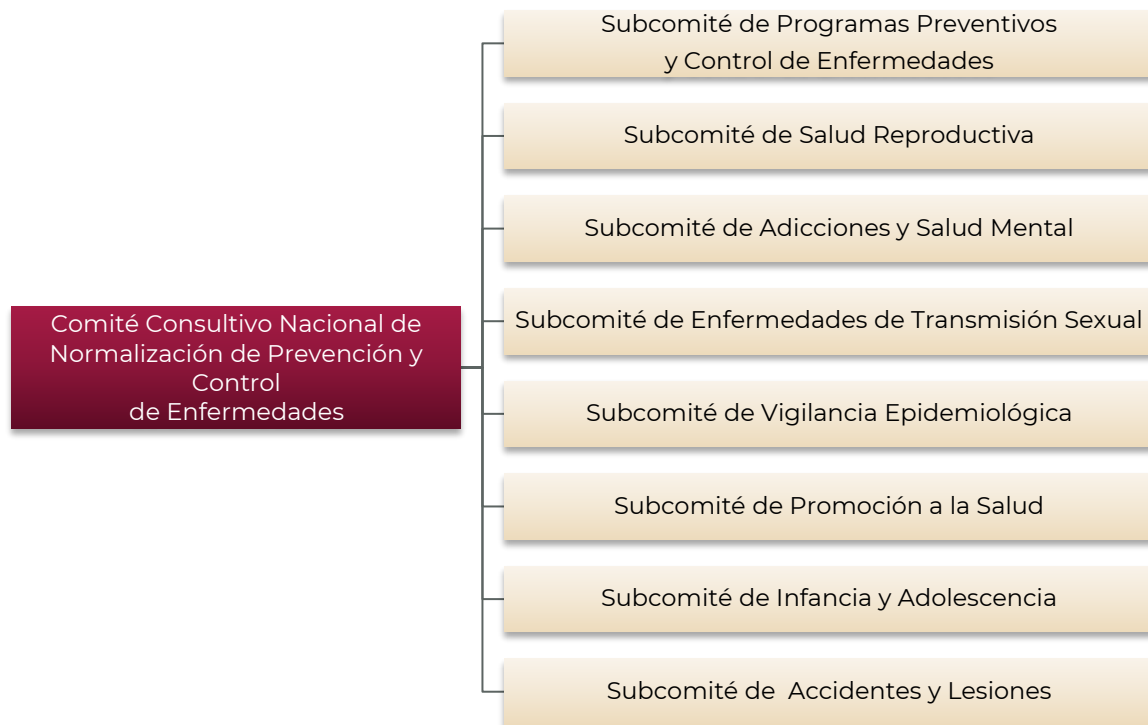 Subcomité de Programas Preventivos
y Control de Enfermedades
Subcomité de Salud Reproductiva
Subcomité de Adicciones y Salud Mental
Comité Consultivo Nacional de
Normalización de Prevención y
Control
de Enfermedades
Subcomité de Enfermedades de Transmisión Sexual
Subcomité de Vigilancia Epidemiológica
Subcomité de Promoción a la Salud
Subcomité de Infancia y Adolescencia
Subcomité de  Accidentes y Lesiones